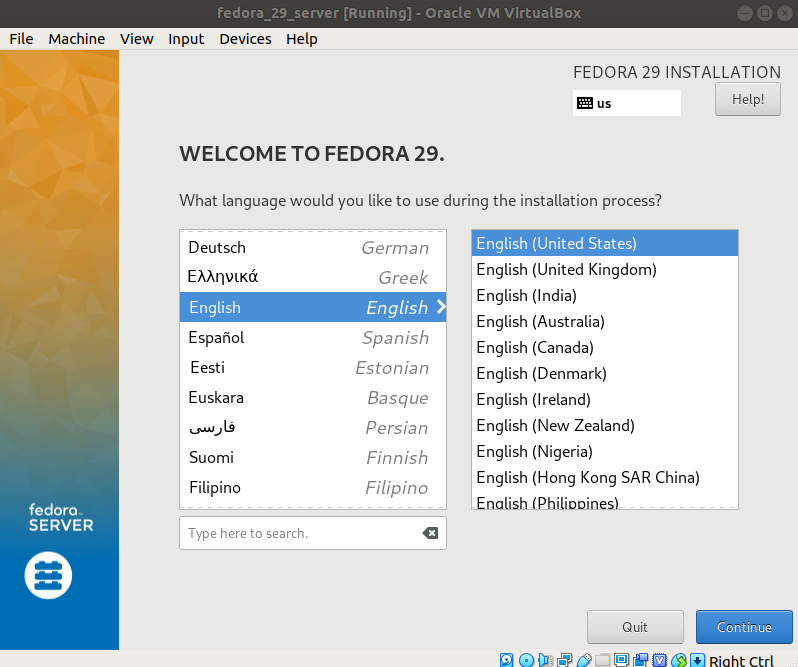 fedora_29_server [Running] - Oracle VM VirtualBox
File Machine View Input Devices Help
FEDORA 29 INSTALLATION
us
Help!
WELCOME TO FEDORA 29.
What language would you like to use during the installation process?
Deutsch German
Ελληνικά Greek
English English
Español Spanish
Eesti Estonian
Euskara Basque
فارسی Persian
Suomi Finnish
Filipino Filipino
Type here to search.
English (United States)
English (United Kingdom)
English (India)
English (Australia)
English (Canada)
English (Denmark)
English (Ireland)
English (New Zealand)
English (Nigeria)
English (Hong Kong SAR China)
English (Philippines)
fedora
SERVER
Quit
Continue
Right Ctrl